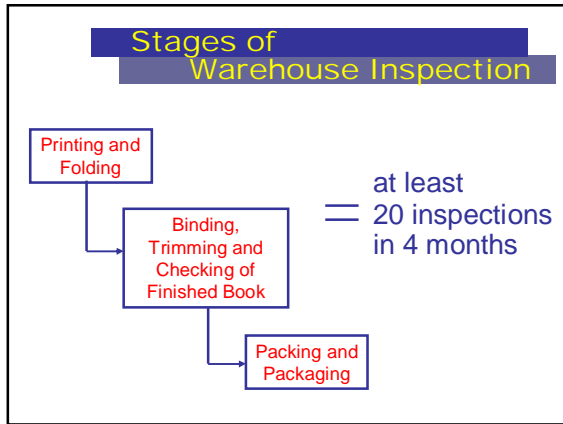 Stages of
Warehouse Inspection
Printing and
Folding
Binding,
Trimming and
Checking of
Finished Book
Packing and
Packaging
=
at least
20 inspections
in 4 months